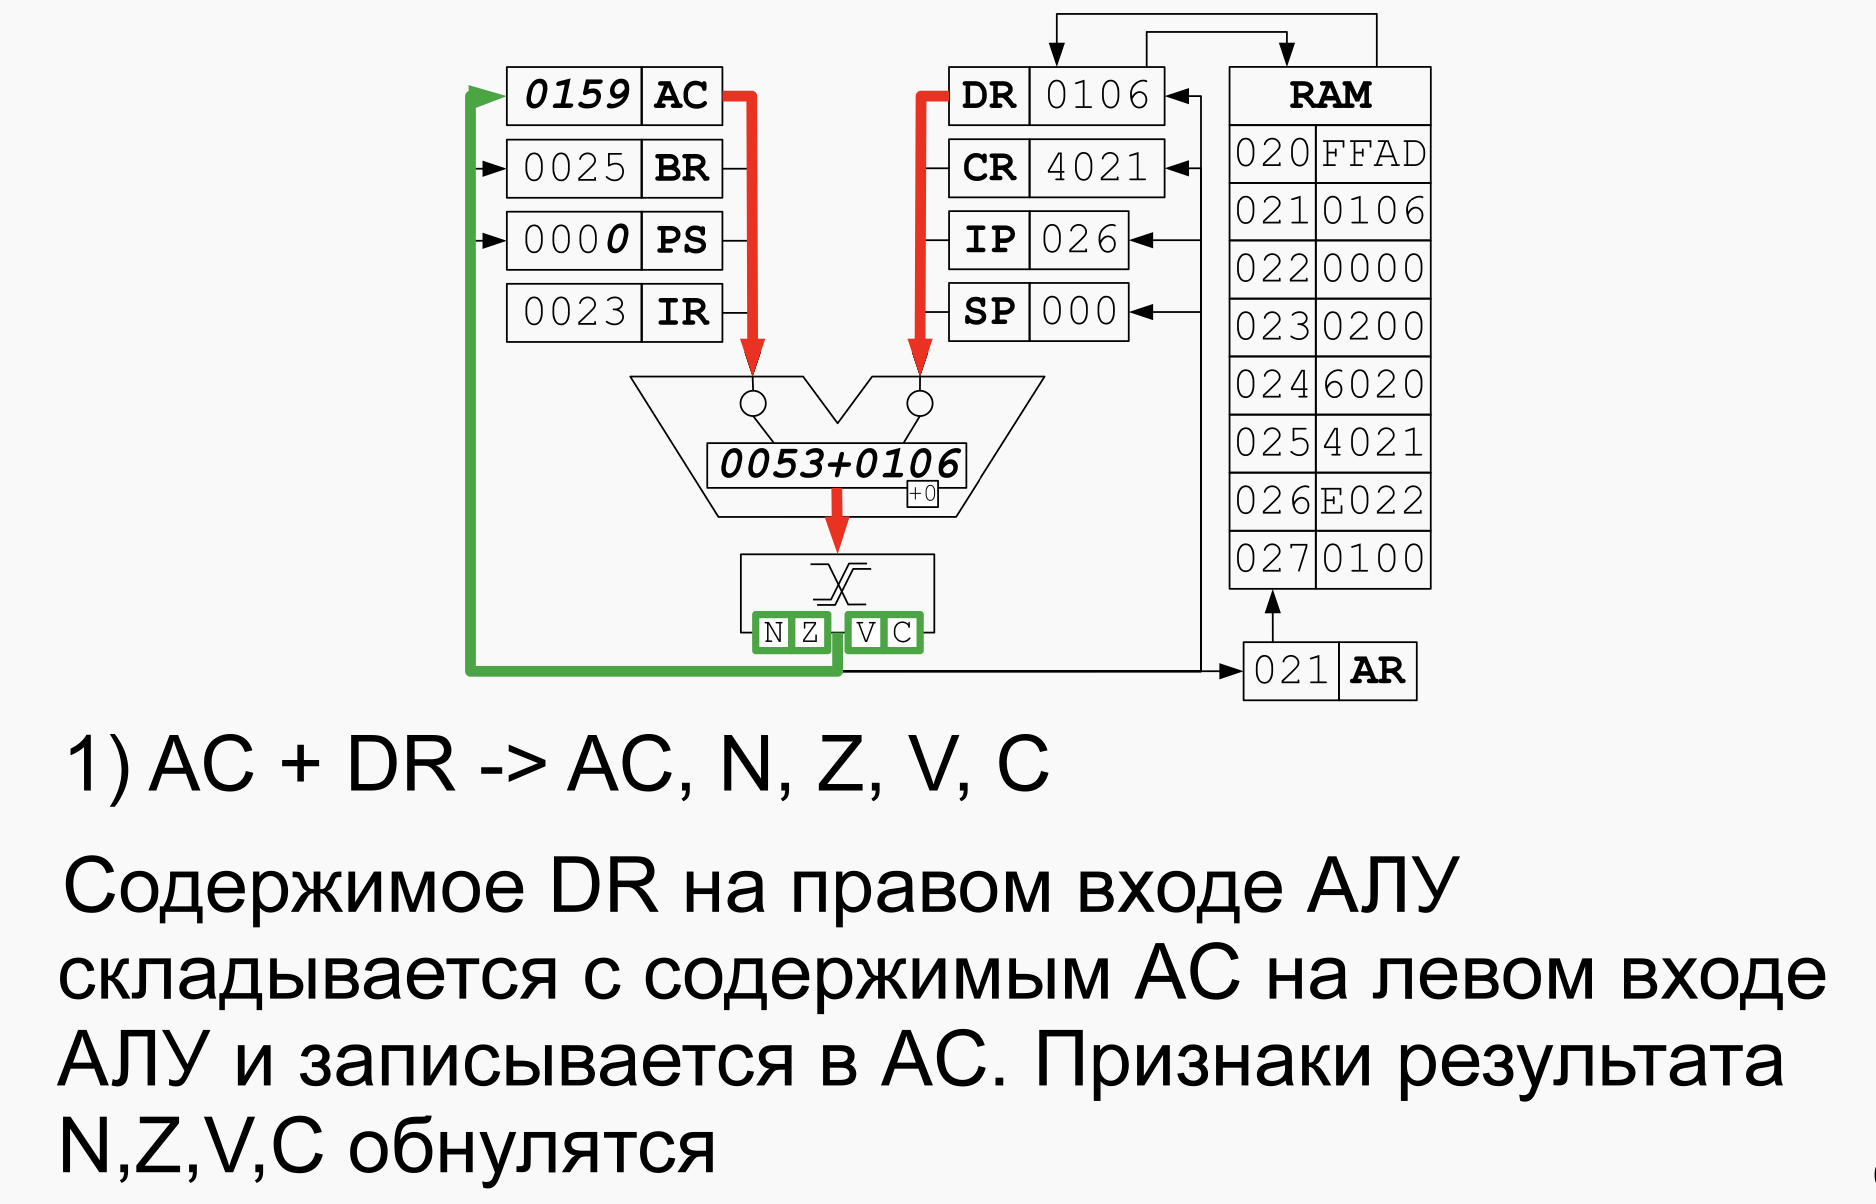 0159 AC
0025 BR
0000 PS
0023 IR
DR 0106
CR 4021
IP 026
SP 000
RAM
020 FFAD
021 0106
022 0000
023 0200
024 6020
025 4021
026 E022
027 0100
0053+0106
+0
N Z V C
021 AR
1) AC + DR -> AC, N, Z, V, C
Содержимое DR на правом входе АЛУ
складывается с содержимым AC на левом входе
АЛУ и записывается в AC. Признаки результата
N,Z,V,C обнулятся